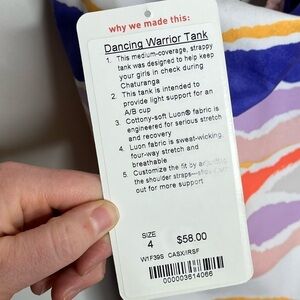 why we made this:
Dancing Warrior Tank
1. This medium-coverage, strappy
tank was designed to help keep
your girls in check during
Chaturanga
2. This tank is intended to
provide light support for an
A/B cup
3. Cottony-soft Luon® fabric is
engineered for serious stretch
and recovery
4. Luon fabric is sweat-wicking,
four-way stretch and
breathable
5. Customize the fit by adjusting
the shoulder straps—
out for more support
SIZE
4
$58.00
W1F39S CASX/IRSF
0000003614066